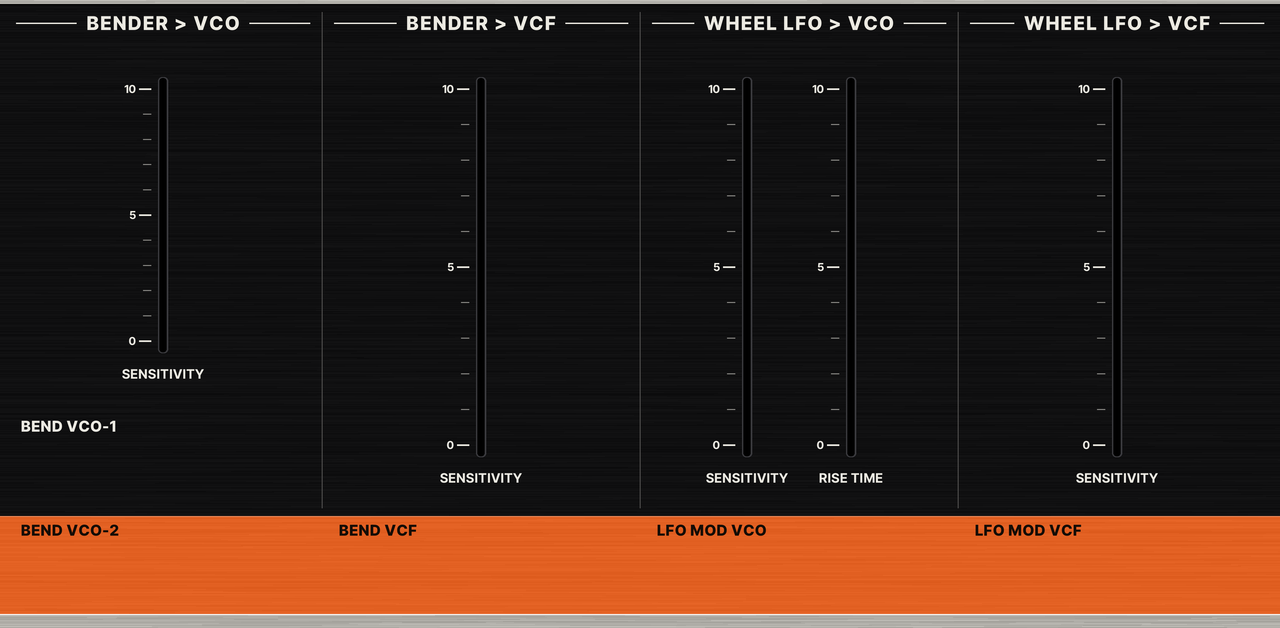 BENDER > VCO
BENDER > VCF
WHEEL LFO > VCO
WHEEL LFO > VCF
10
5
0
SENSITIVITY
BEND VCO-1
BEND VCO-2
10
5
0
SENSITIVITY
BEND VCF
10
5
0
SENSITIVITY
10
5
0
RISE TIME
LFO MOD VCO
10
5
0
SENSITIVITY
LFO MOD VCF